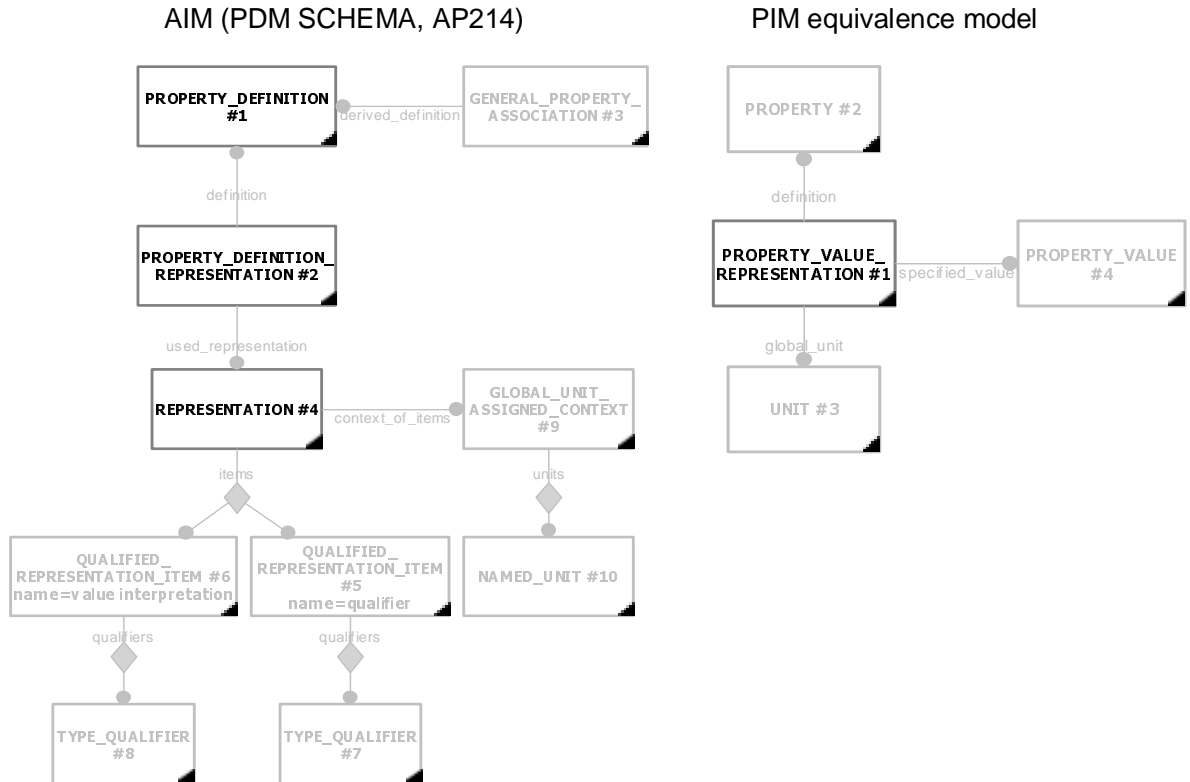 AIM (PDM SCHEMA, AP214)
PIM equivalence model
PROPERTY_DEFINITION
#1
derived_definition
GENERAL_PROPERTY_
ASSOCIATION #3
PROPERTY #2
definition
definition
PROPERTY_DEFINITION_
REPRESENTATION #2
PROPERTY_VALUE_
REPRESENTATION #1
specified_value
PROPERTY_VALUE
#4
used_representation
global_unit
REPRESENTATION #4
context_of_items
GLOBAL_UNIT_
ASSIGNED_CONTEXT
#9
UNIT #3
items
units
QUALIFIED_
REPRESENTATION_ITEM #6
name=value interpretation
QUALIFIED_
REPRESENTATION_ITEM
#5
name=qualifier
NAMED_UNIT #10
qualifiers
qualifiers
TYPE_QUALIFIER
#8
TYPE_QUALIFIER
#7